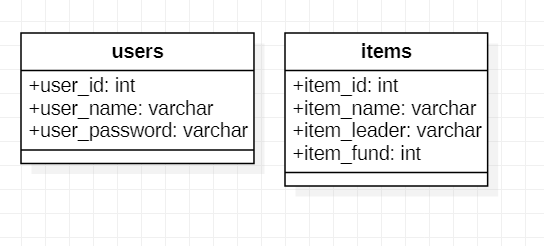 users
+user_id: int
+user_name: varchar
+user_password: varchar
items
+item_id: int
+item_name: varchar
+item_leader: varchar
+item_fund: int